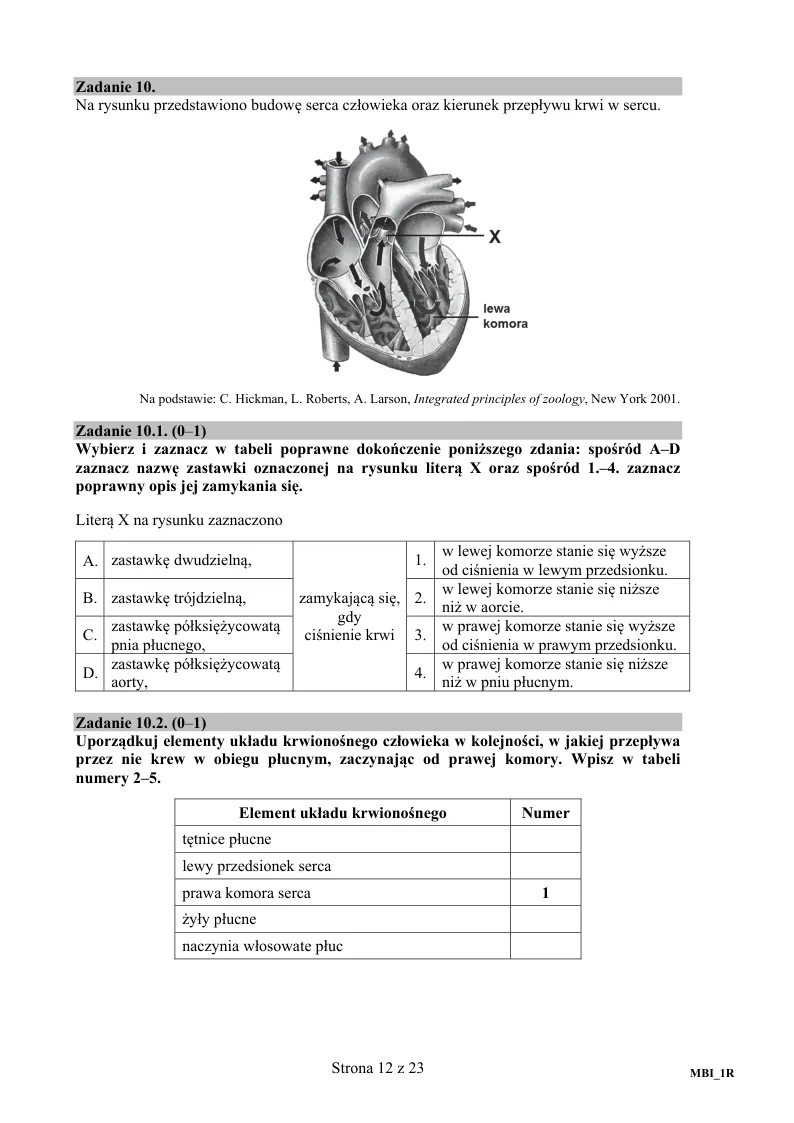 Zadanie 10.
Na rysunku przedstawiono budowę serca człowieka oraz kierunek przepływu krwi w sercu.
X
lewa
komora
Na podstawie: C. Hickman, L. Roberts, A. Larson, Integrated principles of zoology, New York 2001.
Zadanie 10.1. (0–1)
Wybierz i zaznacz w tabeli poprawne dokończenie poniższego zdania: spośród A–D
zaznacz nazwę zastawki oznaczonej na rysunku literą X oraz spośród 1.–4. zaznacz
poprawny opis jej zamykania się.
Literą X na rysunku zaznaczono
A. zastawkę dwudzielną,
B. zastawkę trójdzielną,
C. zastawkę półksiężycowatą
pnia płucnego,
D. zastawkę półksiężycowatą
aorty,
zamykającą się,
gdy
ciśnienie krwi
1. w lewej komorze stanie się wyższe
od ciśnienia w lewym przedsionku.
2. w lewej komorze stanie się niższe
niż w aorcie.
3. w prawej komorze stanie się wyższe
od ciśnienia w prawym przedsionku.
4. w prawej komorze stanie się niższe
niż w pniu płucnym.
Zadanie 10.2. (0–1)
Uporządkuj elementy układu krwionośnego człowieka w kolejności, w jakiej przepływa
przez nie krew w obiegu płucnym, zaczynając od prawej komory. Wpisz w tabeli
numery 2–5.
Element układu krwionośnego Numer
tętnice płucne
lewy przedsionek serca
prawa komora serca 1
żyły płucne
naczynia włosowate płuc
Strona 12 z 23
MBI_1R